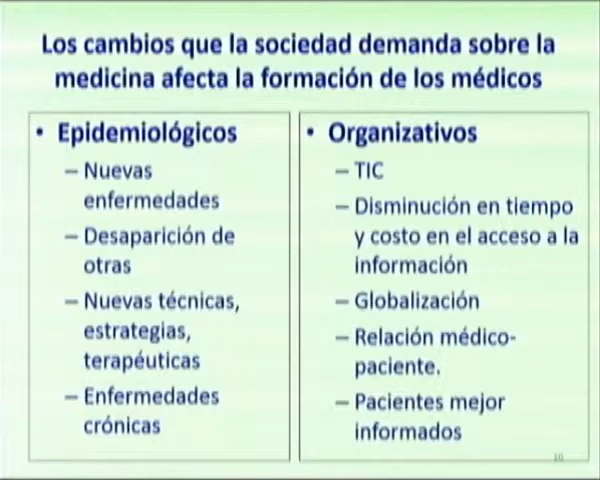 Los cambios que la sociedad demanda sobre la
medicina afecta la formación de los médicos
• Epidemiológicos
– Nuevas
enfermedades
– Desaparición de
otras
– Nuevas técnicas,
estrategias,
terapéuticas
– Enfermedades
crónicas
• Organizativos
– TIC
– Disminución en tiempo
y costo en el acceso a la
información
– Globalización
– Relación médico-
paciente.
– Pacientes mejor
informados
10